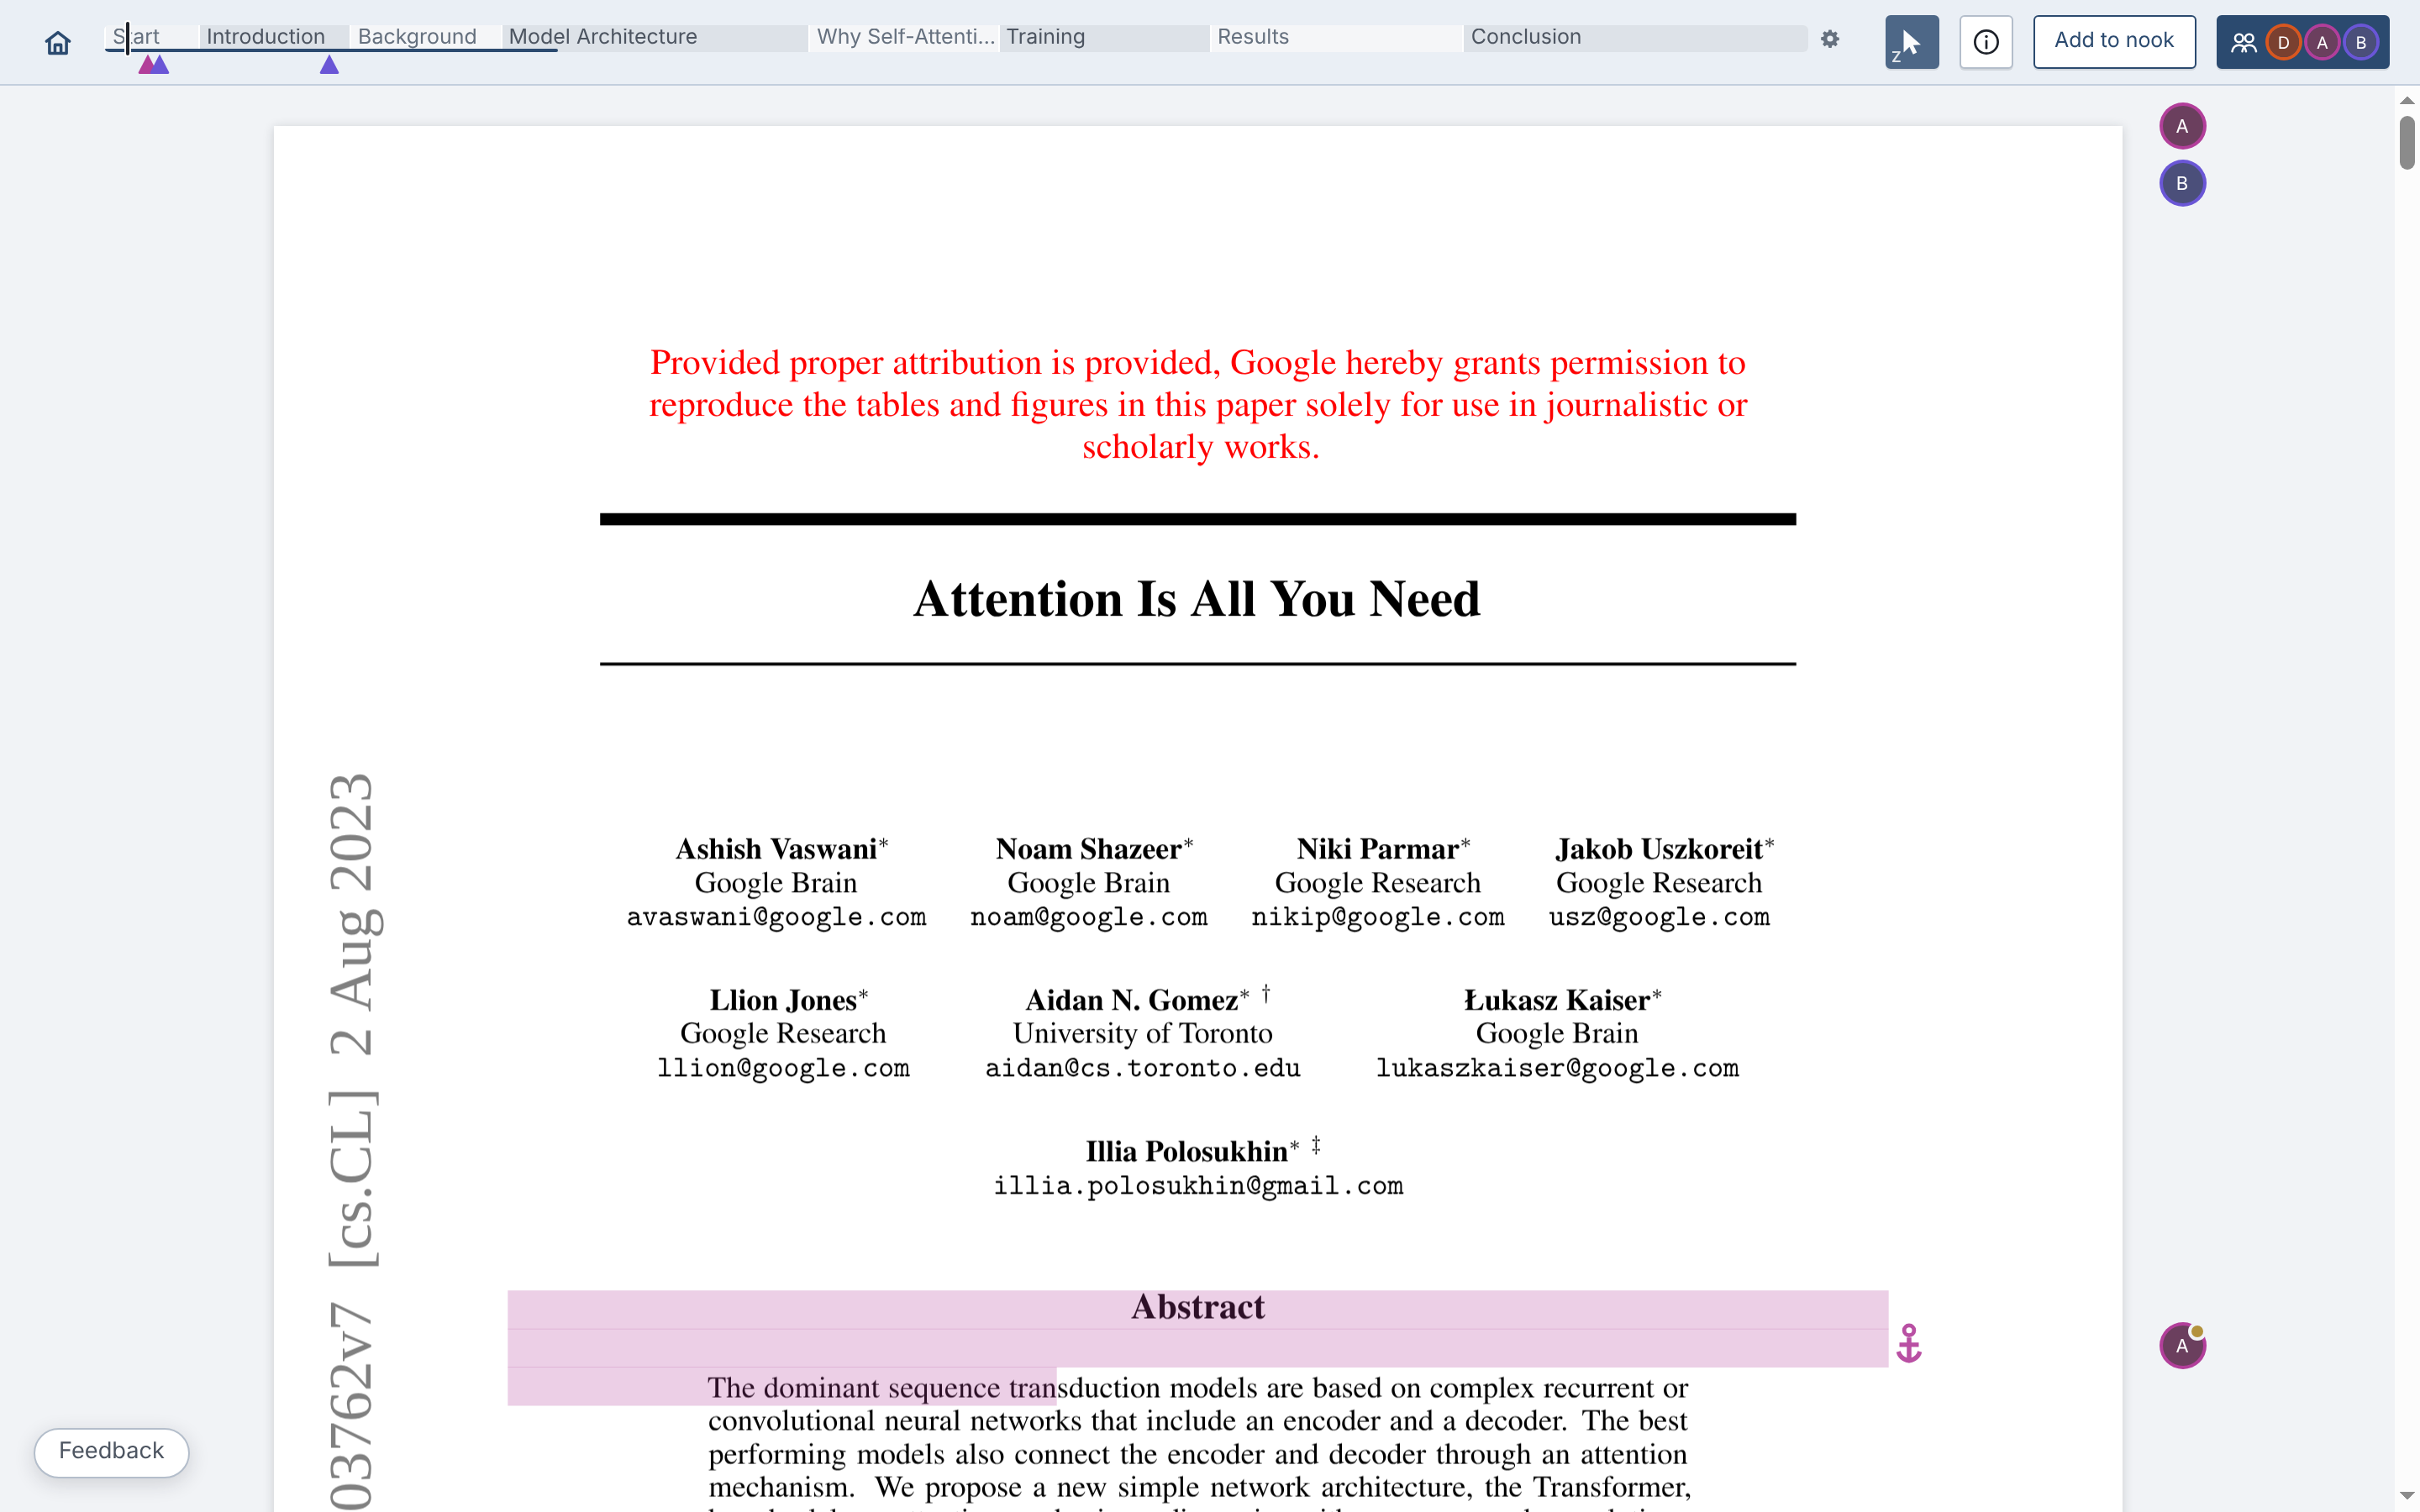 Start
Introduction
Background
Model Architecture
Why Self-Attenti...
Training
Results
Conclusion
Z
Add to nook
D
A
B
A
B
Provided proper attribution is provided, Google hereby grants permission to
reproduce the tables and figures in this paper solely for use in journalistic or
scholarly works.
Attention Is All You Need
Ashish Vaswani* Noam Shazeer* Niki Parmar* Jakob Uszkoreit*
Google Brain Google Brain Google Research Google Research
avaswani@google.com noam@google.com nikip@google.com usz@google.com
Llion Jones* Aidan N. Gomez* † Łukasz Kaiser*
Google Research University of Toronto Google Brain
llion@google.com aidan@cs.toronto.edu lukaszkaiser@google.com
Illia Polosukhin* ‡
illia.polosukhin@gmail.com
03762v7 [cs.CL] 2 Aug 2023
Abstract
A
The dominant sequence transduction models are based on complex recurrent or
convolutional neural networks that include an encoder and a decoder. The best
performing models also connect the encoder and decoder through an attention
mechanism. We propose a new simple network architecture, the Transformer,
Feedback